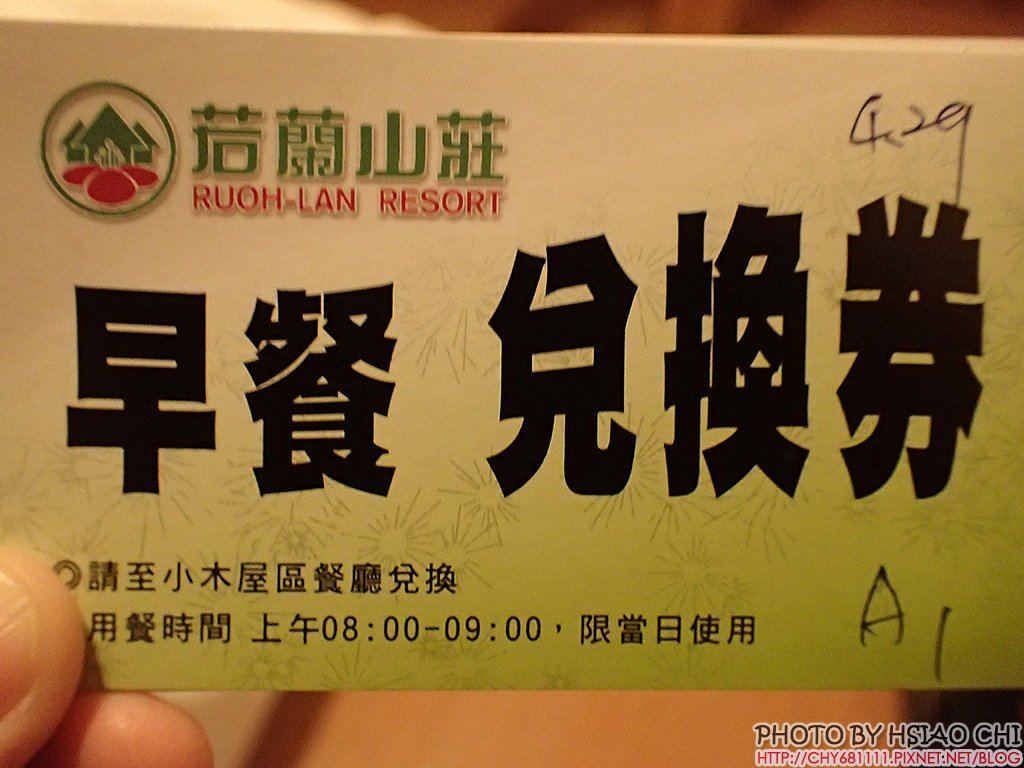 若蘭山莊
RUOH-LAN RESORT
4.29
早餐 兌換券
◎請至小木屋區餐廳兌換
用餐時間 上午08:00-09:00，限當日使用
A1
PHOTO BY HSIAO CHI
HTTP://CHY681111.PIXNET.NET/BLOG